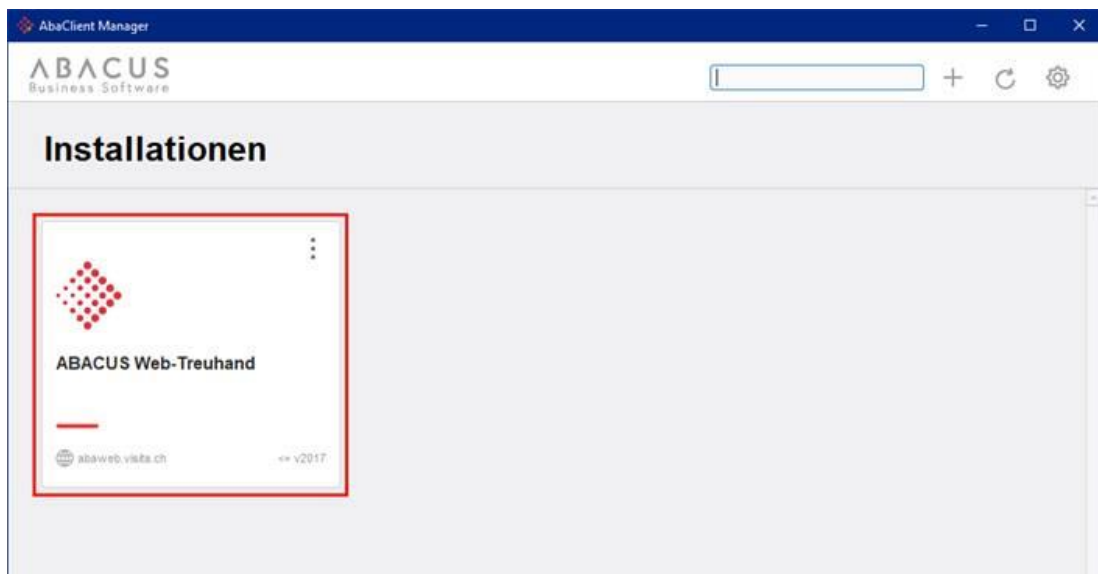 AbaClient Manager
ABACUS
Business Software
Installationen
ABACUS Web-Treuhand
abaweb.visita.ch
<= v2017